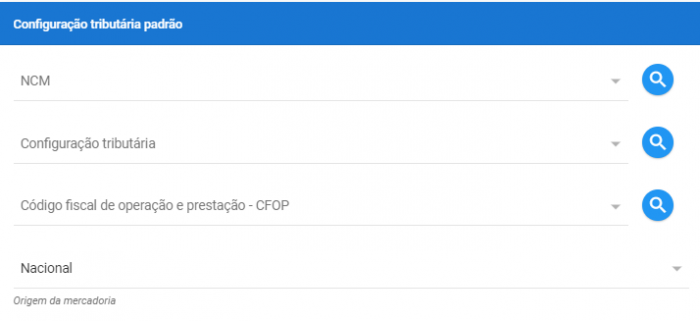 Configuração tributária padrão
NCM
Configuração tributária
Código fiscal de operação e prestação - CFOP
Nacional
Origem da mercadoria